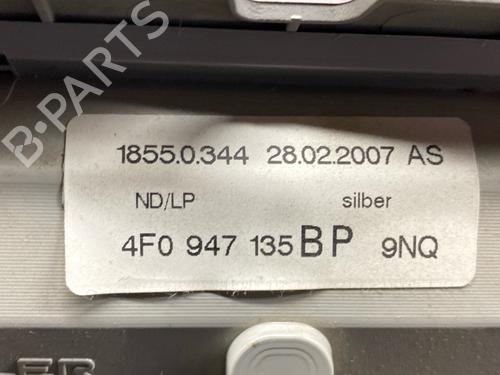 B-PARTS
1855.0.344 28.02.2007 AS
ND/LP silber
4F0 947 135 BP 9NQ